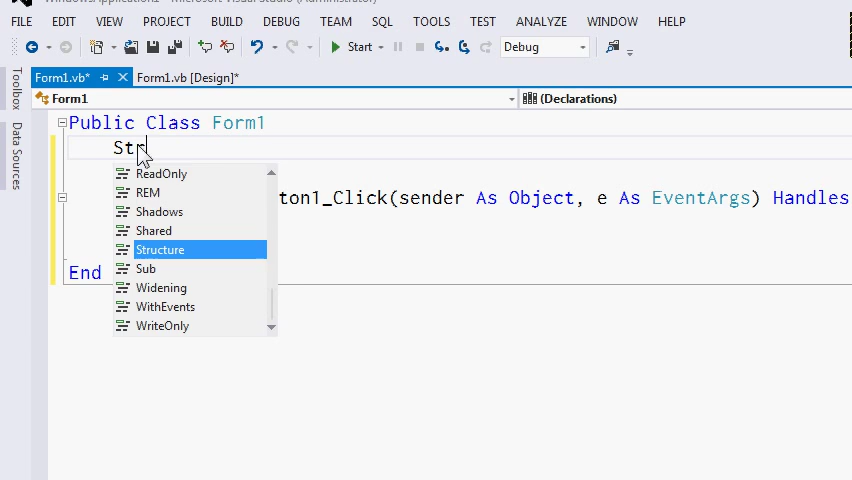 FILE EDIT VIEW PROJECT BUILD DEBUG TEAM SQL TOOLS TEST ANALYZE WINDOW HELP
Start Debug
Form1.vb* Form1.vb [Design]*
Form1 (Declarations)
Toolbox
Data Sources
Public Class Form1
Str
ReadOnly
REM
Shadows
ton1_Click(sender As Object, e As EventArgs) Handles
Shared
Structure
Sub
End
Widening
WithEvents
WriteOnly